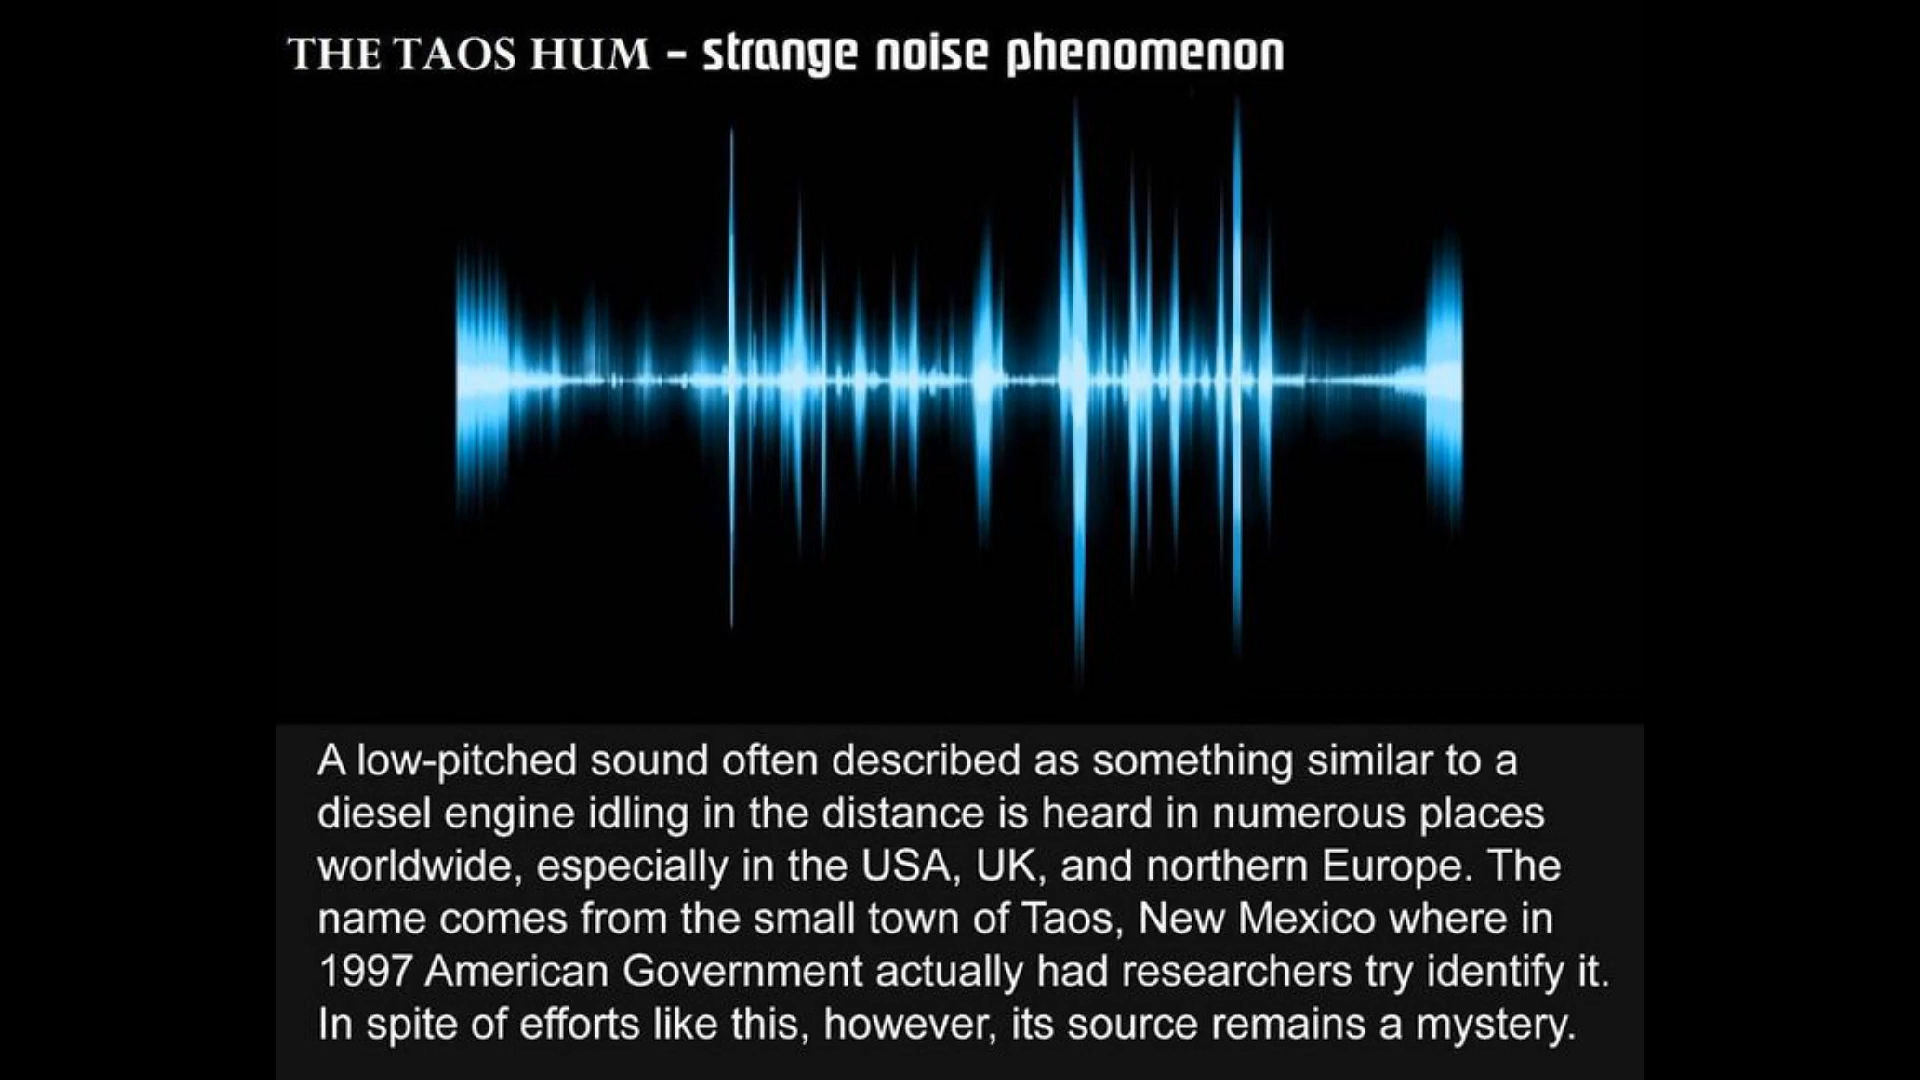 THE TAOS HUM - strange noise phenomenon
A low-pitched sound often described as something similar to a
diesel engine idling in the distance is heard in numerous places
worldwide, especially in the USA, UK, and northern Europe. The
name comes from the small town of Taos, New Mexico where in
1997 American Government actually had researchers try identify it.
In spite of efforts like this, however, its source remains a mystery.